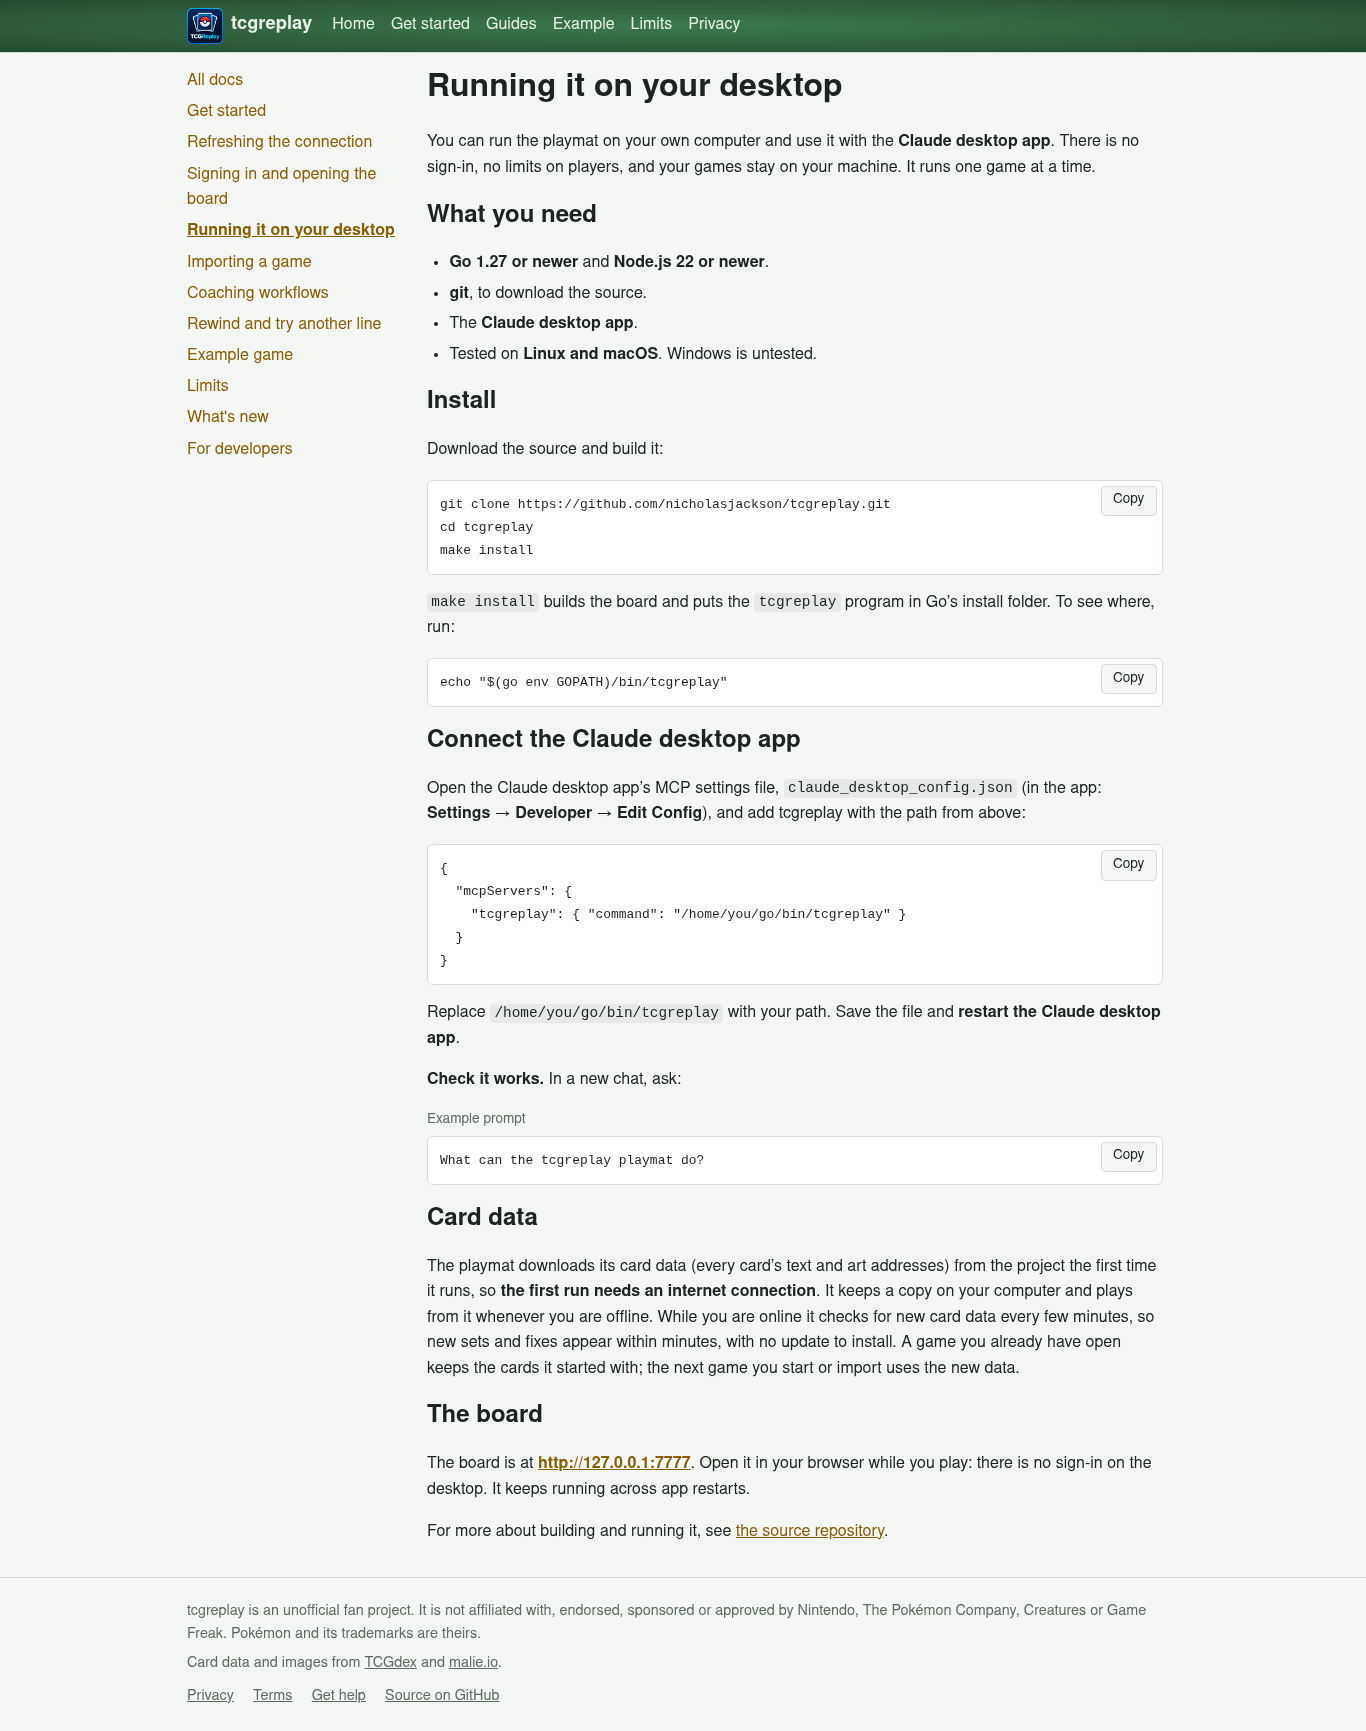 TCGReplay
tcgreplay Home Get started Guides Example Limits Privacy
All docs
Get started
Refreshing the connection
Signing in and opening the
board
Running it on your desktop
Importing a game
Coaching workflows
Rewind and try another line
Example game
Limits
What's new
For developers
Running it on your desktop
You can run the playmat on your own computer and use it with the Claude desktop app. There is no
sign-in, no limits on players, and your games stay on your machine. It runs one game at a time.
What you need
• Go 1.27 or newer and Node.js 22 or newer.
• git, to download the source.
• The Claude desktop app.
• Tested on Linux and macOS. Windows is untested.
Install
Download the source and build it:
Copy
git clone https://github.com/nicholasjackson/tcgreplay.git
cd tcgreplay
make install
make install builds the board and puts the tcgreplay program in Go's install folder. To see where,
run:
Copy
echo "$(go env GOPATH)/bin/tcgreplay"
Connect the Claude desktop app
Open the Claude desktop app's MCP settings file, claude_desktop_config.json (in the app:
Settings → Developer → Edit Config), and add tcgreplay with the path from above:
Copy
{
  "mcpServers": {
    "tcgreplay": { "command": "/home/you/go/bin/tcgreplay" }
  }
}
Replace /home/you/go/bin/tcgreplay with your path. Save the file and restart the Claude desktop
app.
Check it works. In a new chat, ask:
Example prompt
Copy
What can the tcgreplay playmat do?
Card data
The playmat downloads its card data (every card's text and art addresses) from the project the first time
it runs, so the first run needs an internet connection. It keeps a copy on your computer and plays
from it whenever you are offline. While you are online it checks for new card data every few minutes, so
new sets and fixes appear within minutes, with no update to install. A game you already have open
keeps the cards it started with; the next game you start or import uses the new data.
The board
The board is at http://127.0.0.1:7777. Open it in your browser while you play: there is no sign-in on the
desktop. It keeps running across app restarts.
For more about building and running it, see the source repository.
tcgreplay is an unofficial fan project. It is not affiliated with, endorsed, sponsored or approved by Nintendo, The Pokémon Company, Creatures or Game
Freak. Pokémon and its trademarks are theirs.
Card data and images from TCGdex and malie.io.
Privacy Terms Get help Source on GitHub